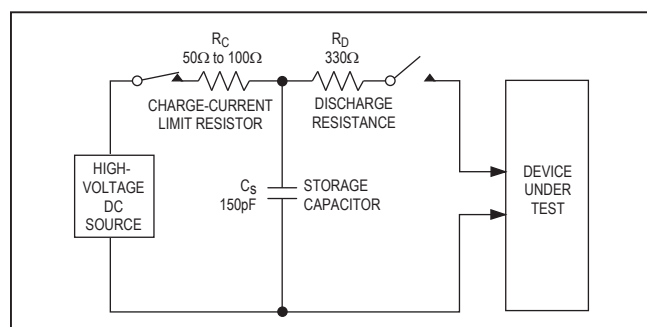 RC
50Ω to 100Ω
CHARGE-CURRENT
LIMIT RESISTOR
RD
330Ω
DISCHARGE
RESISTANCE
HIGH-
VOLTAGE
DC
SOURCE
CS
150pF
STORAGE
CAPACITOR
DEVICE
UNDER
TEST